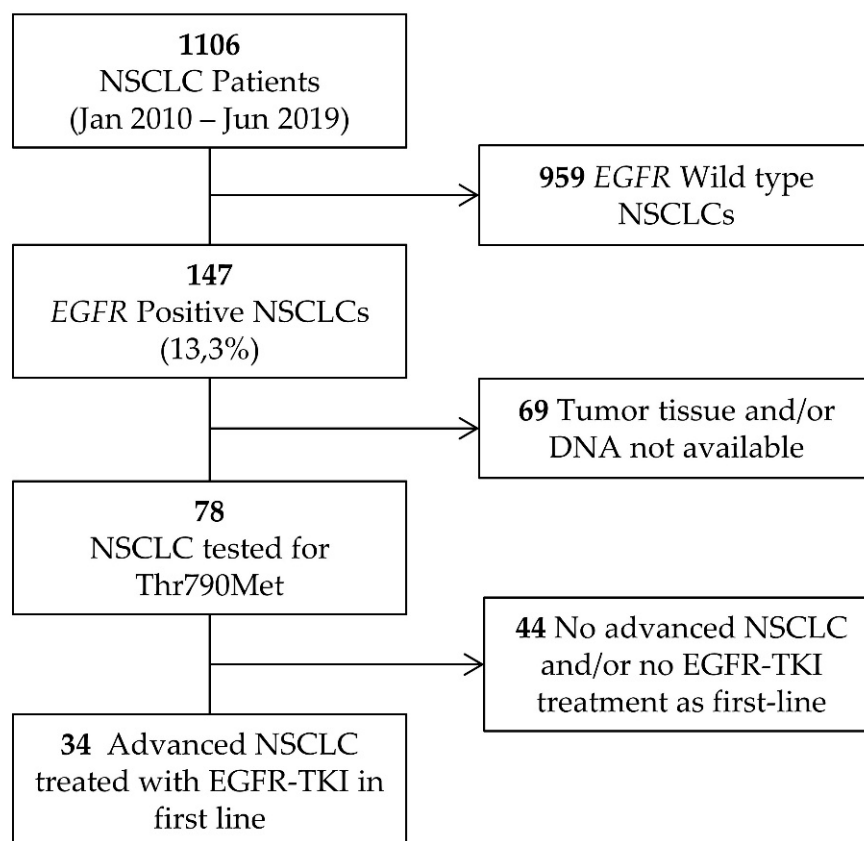 1106
NSCLC Patients
(Jan 2010 – Jun 2019)
959 EGFR Wild type
NSCLCs
147
EGFR Positive NSCLCs
(13,3%)
69 Tumor tissue and/or
DNA not available
78
NSCLC tested for
Thr790Met
44 No advanced NSCLC
and/or no EGFR-TKI
treatment as first-line
34 Advanced NSCLC
treated with EGFR-TKI in
first line